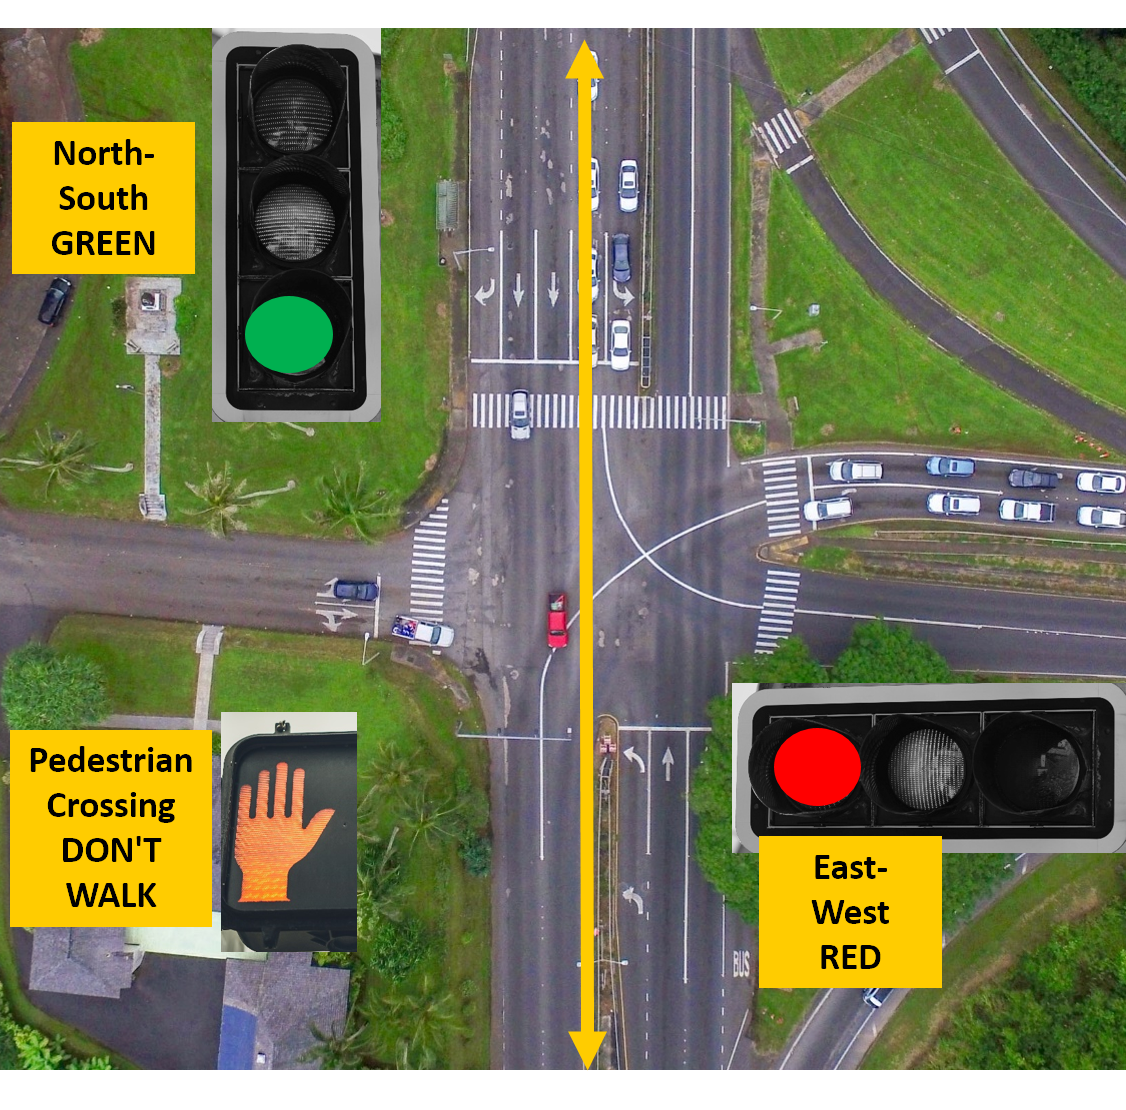 North-
South
GREEN
Pedestrian
Crossing
DON'T
WALK
East-
West
RED
BUS